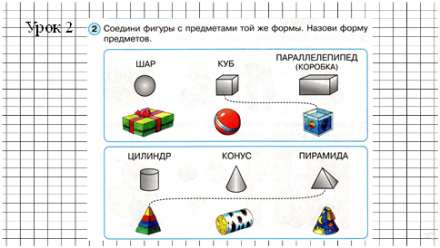 Урок 2
2 Соедини фигуры с предметами той же формы. Назови форму
предметов.
ШАР КУБ ПАРАЛЛЕЛЕПИПЕД
(КОРОБКА)
ЦИЛИНДР КОНУС ПИРАМИДА